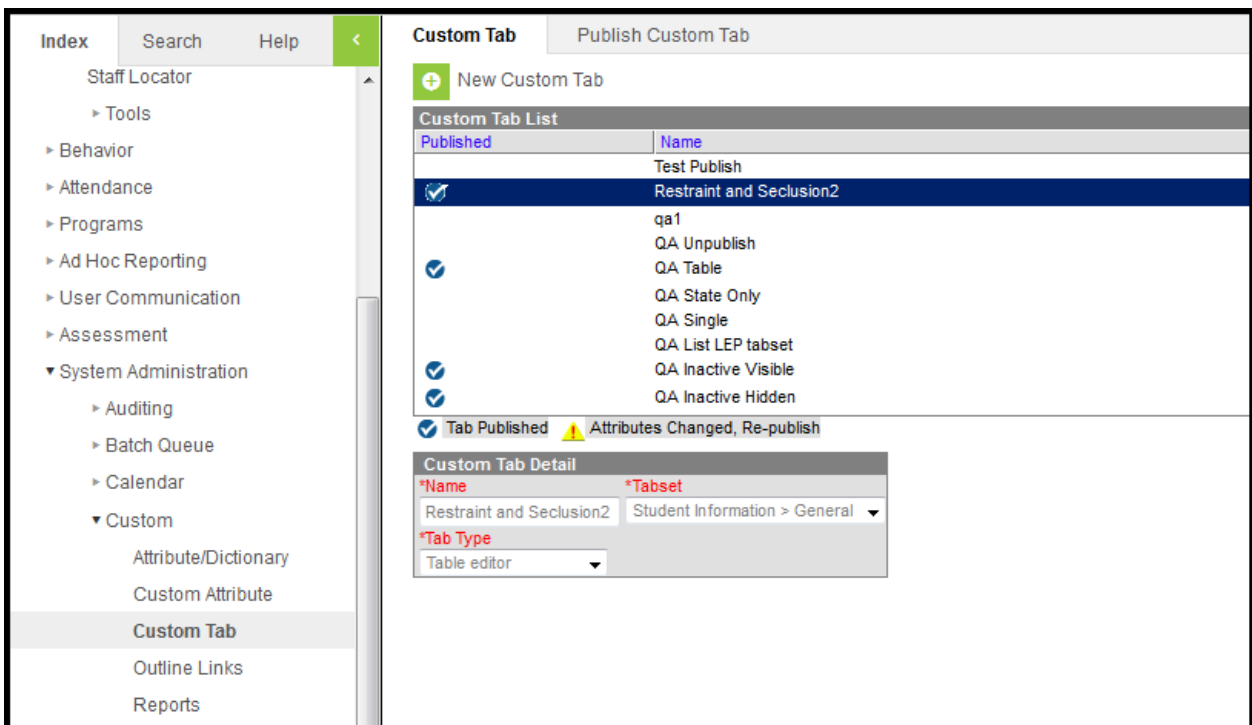 Index Search Help
Staff Locator
Tools
Behavior
Attendance
Programs
Ad Hoc Reporting
User Communication
Assessment
System Administration
Auditing
Batch Queue
Calendar
Custom
Attribute/Dictionary
Custom Attribute
Custom Tab
Outline Links
Reports
Custom Tab Publish Custom Tab
New Custom Tab
Custom Tab List
Published Name
Test Publish
Restraint and Seclusion2
qa1
QA Unpublish
QA Table
QA State Only
QA Single
QA List LEP tabset
QA Inactive Visible
QA Inactive Hidden
Tab Published Attributes Changed, Re-publish
Custom Tab Detail
*Name *Tabset
Restraint and Seclusion2 Student Information > General
*Tab Type
Table editor